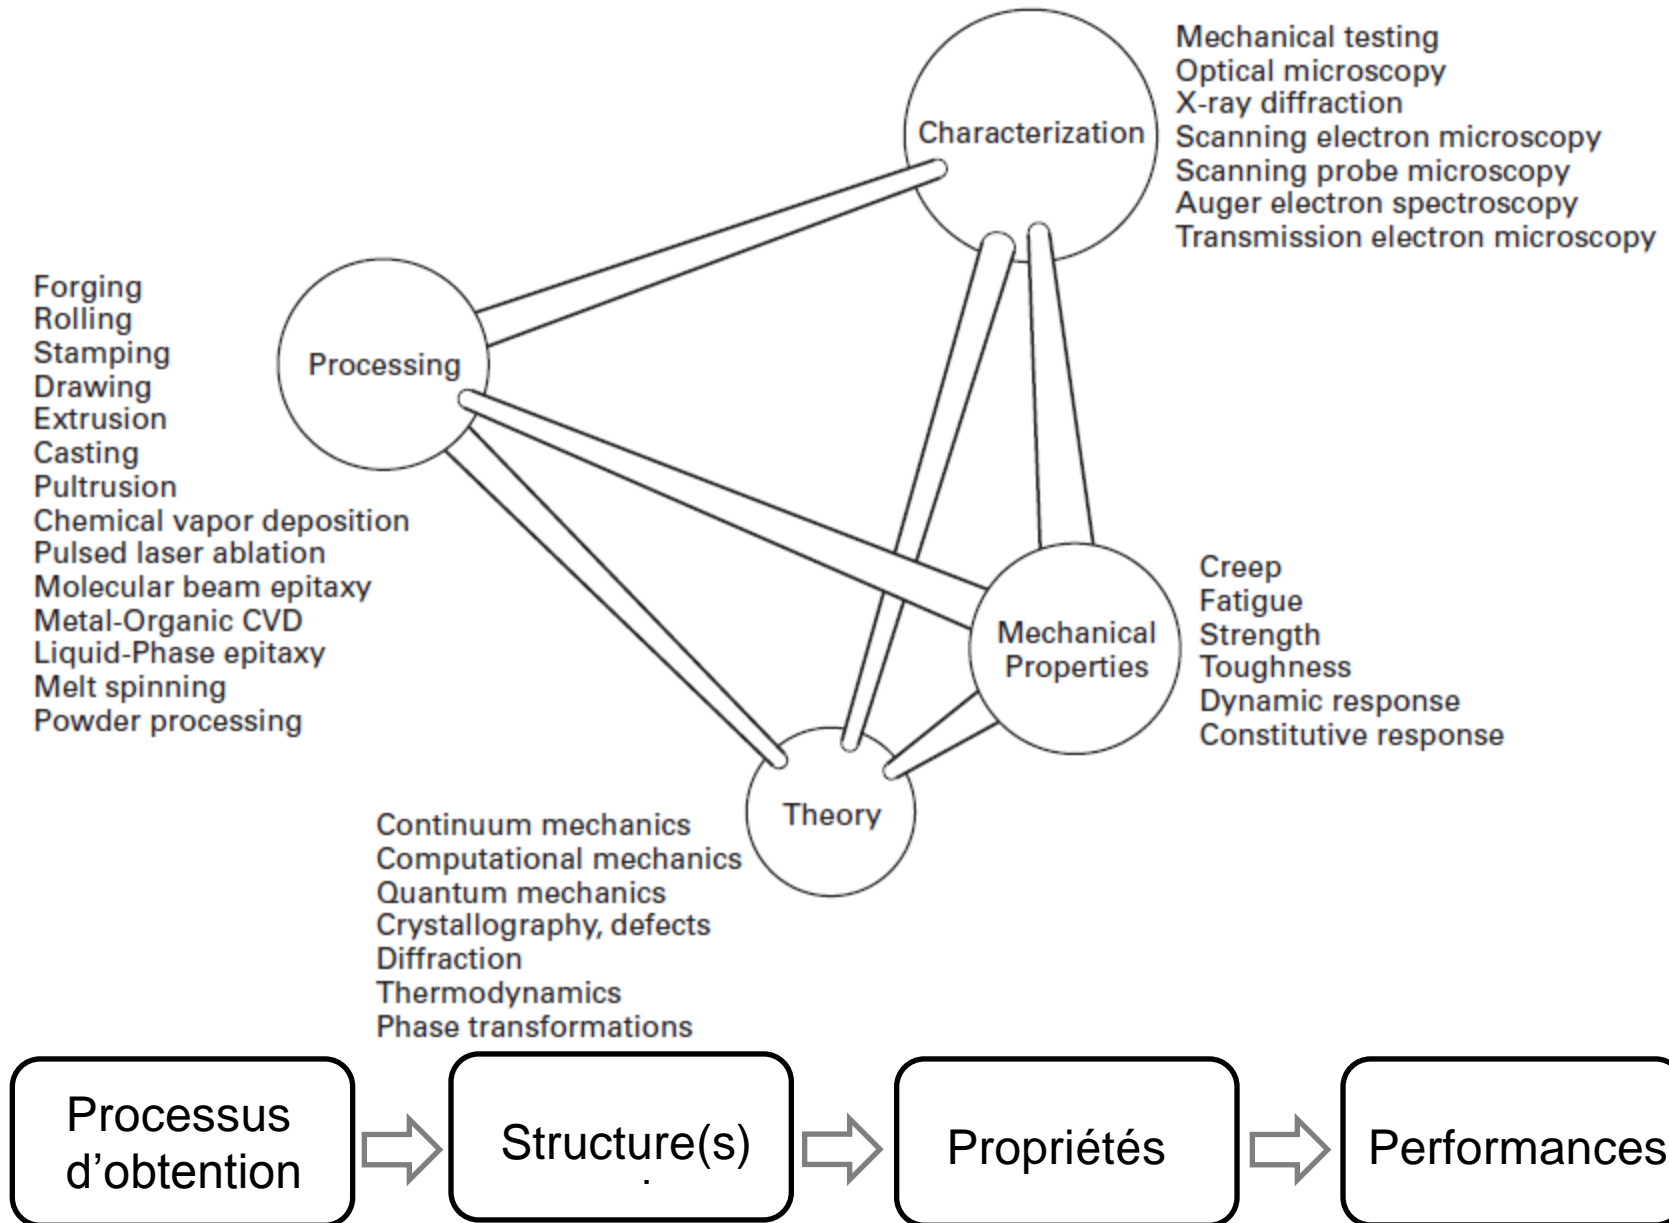 Characterization
Mechanical testing
Optical microscopy
X-ray diffraction
Scanning electron microscopy
Scanning probe microscopy
Auger electron spectroscopy
Transmission electron microscopy
Processing
Forging
Rolling
Stamping
Drawing
Extrusion
Casting
Pultrusion
Chemical vapor deposition
Pulsed laser ablation
Molecular beam epitaxy
Metal-Organic CVD
Liquid-Phase epitaxy
Melt spinning
Powder processing
Mechanical
Properties
Creep
Fatigue
Strength
Toughness
Dynamic response
Constitutive response
Theory
Continuum mechanics
Computational mechanics
Quantum mechanics
Crystallography, defects
Diffraction
Thermodynamics
Phase transformations
Processus
d’obtention
Structure(s)
.
Propriétés
Performances